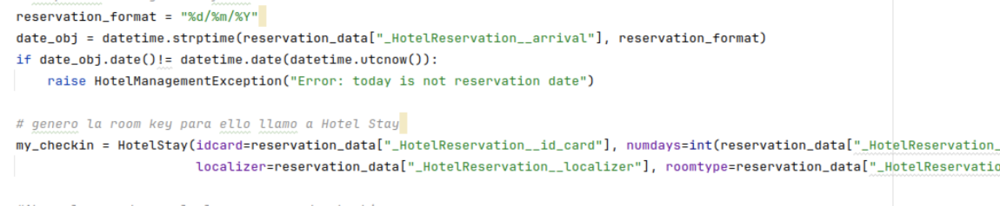 reservation_format = "%d/%m/%Y"
date_obj = datetime.strptime(reservation_data["_HotelReservation__arrival"], reservation_format)
if date_obj.date()!= datetime.date(datetime.utcnow()):
    raise HotelManagementException("Error: today is not reservation date")
# genero la room key para ello llamo a Hotel Stay
my_checkin = HotelStay(idcard=reservation_data["_HotelReservation__id_card"], numdays=int(reservation_data["_HotelReservation_
localizer=reservation_data["_HotelReservation__localizer"], roomtype=reservation_data["_HotelReservatio